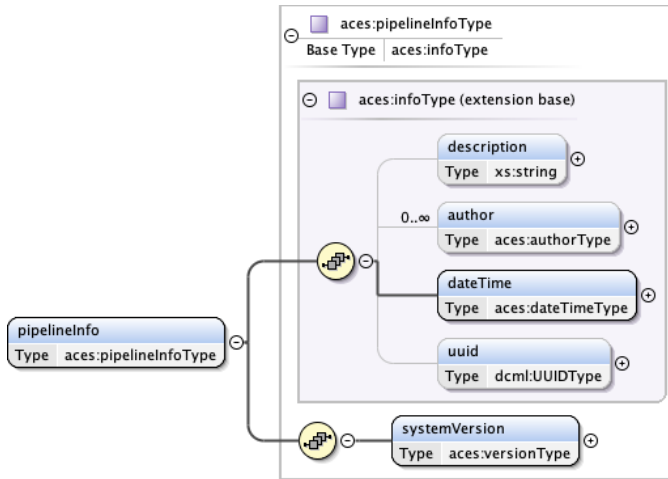 aces:pipelineInfoType
Base Type aces:infoType
aces:infoType (extension base)
description
Type xs:string
0..∞ author
Type aces:authorType
dateTime
Type aces:dateTimeType
pipelineInfo
Type aces:pipelineInfoType
uuid
Type dcml:UUIDType
systemVersion
Type aces:versionType